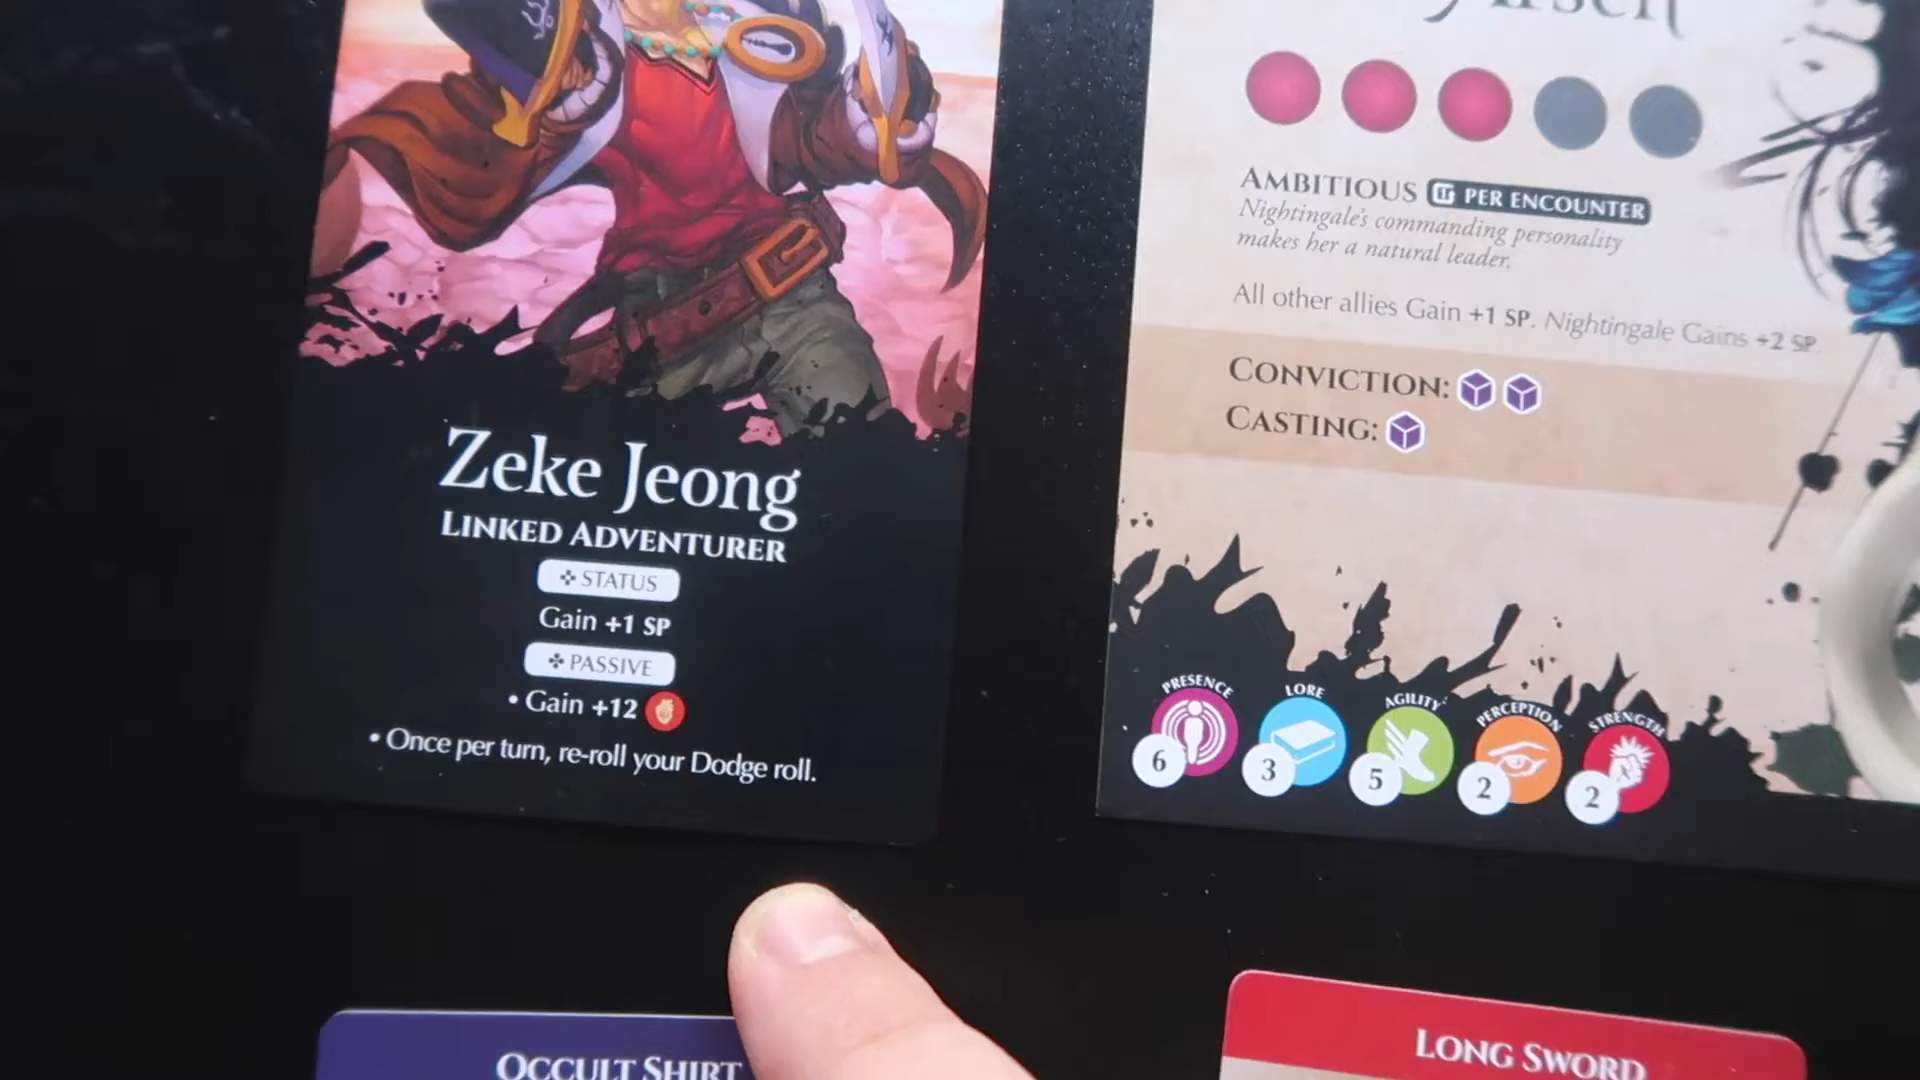 Zeke Jeong
LINKED ADVENTURER
STATUS
Gain +1 SP
PASSIVE
• Gain +12
• Once per turn, re-roll your Dodge roll.
OCCULT SHIRT
AMBITIOUS PER ENCOUNTER
Nightingale's commanding personality
makes her a natural leader.
All other allies Gain +1 SP. Nightingale Gains +2 SP.
CONVICTION:
CASTING:
PRESENCE LORE AGILITY PERCEPTION STRENGTH
6 3 5 2 2
LONG SWORD